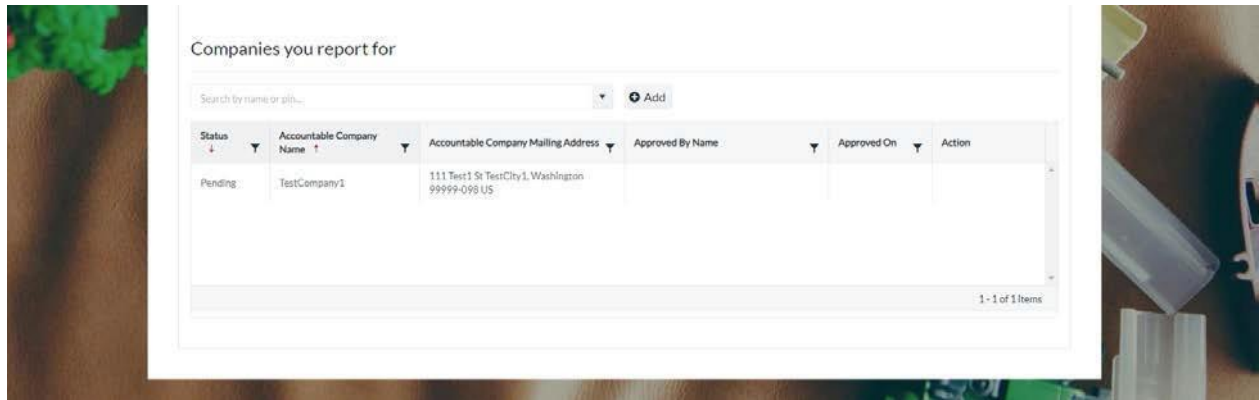 Companies you report for
Search by name or pin...
Add
Status
Accountable Company
Name
Accountable Company Mailing Address
Approved By Name
Approved On
Action
Pending
TestCompany1
111 Test1 St TestCity1, Washington
99999-098 US
1 - 1 of 1 items